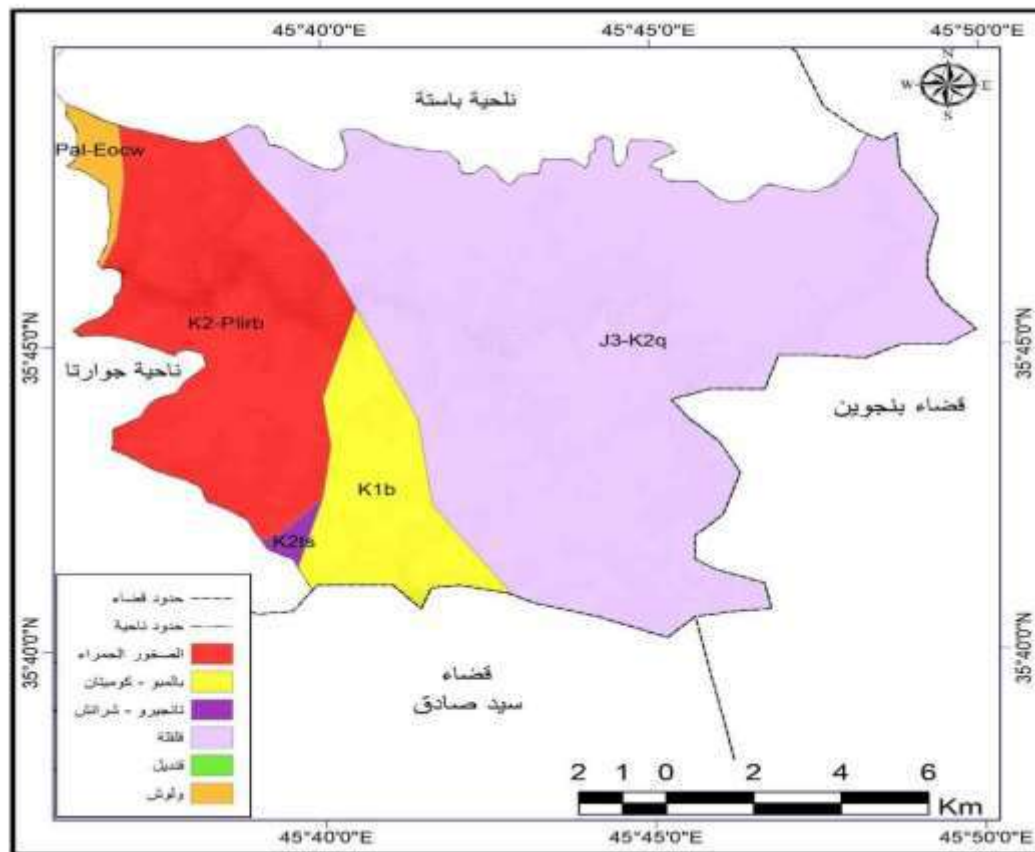 45°40'0"E
45°45'0"E
45°50'0"E
N
W
E
S
ناحية باستة
Pal-Eocw
K2-Plirb
J3-K2q
35°45'0"N
35°45'0"N
ناحية جوارتا
قضاء بنجوين
K1b
K2ts
حدود قضاء
حدود ناحية
الصخور الحمراء
بالمبو - كوميتان
تانجيرو - شرانش
قلقلة
قنديل
ولوش
35°40'0"N
35°40'0"N
قضاء
سيد صادق
2 1 0 2 4 6
Km
45°40'0"E
45°45'0"E
45°50'0"E